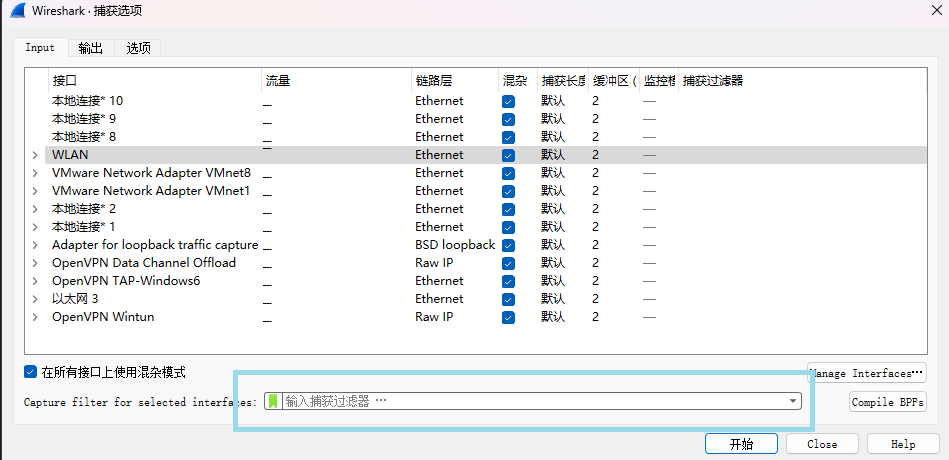 Wireshark · 捕获选项
Input 输出 选项
接口 流量 链路层 混杂 捕获长度 缓冲区 ( 监控模 捕获过滤器
本地连接* 10 Ethernet 默认 2 —
本地连接* 9 Ethernet 默认 2 —
本地连接* 8 Ethernet 默认 2 —
WLAN Ethernet 默认 2 —
VMware Network Adapter VMnet8 Ethernet 默认 2 —
VMware Network Adapter VMnet1 Ethernet 默认 2 —
本地连接* 2 Ethernet 默认 2 —
本地连接* 1 Ethernet 默认 2 —
Adapter for loopback traffic capture BSD loopback 默认 2 —
OpenVPN Data Channel Offload Raw IP 默认 2 —
OpenVPN TAP-Windows6 Ethernet 默认 2 —
以太网 3 Ethernet 默认 2 —
OpenVPN Wintun Raw IP 默认 2 —
在所有接口上使用混杂模式 Manage Interfaces…
Capture filter for selected interfaces: 输入捕获过滤器 … Compile BPFs
开始 Close Help